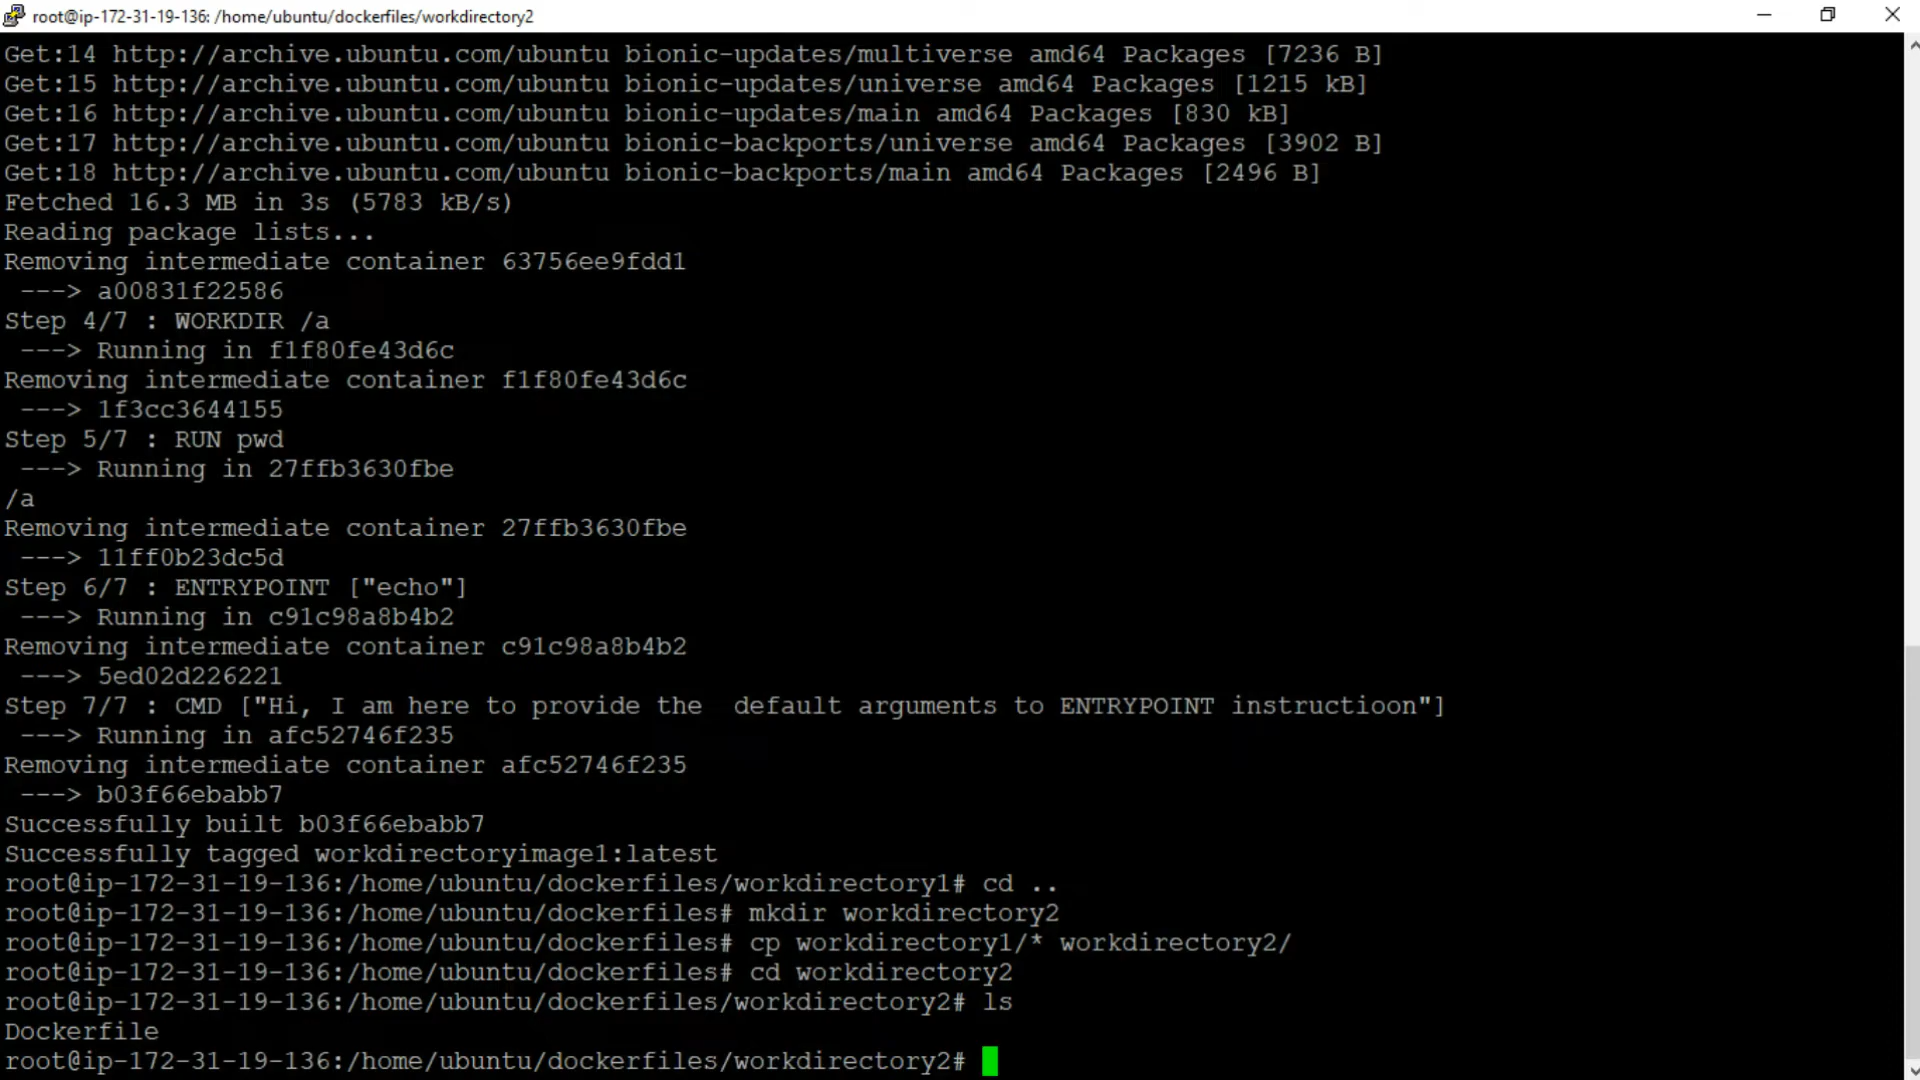 root@ip-172-31-19-136: /home/ubuntu/dockerfiles/workdirectory2
Get:14 http://archive.ubuntu.com/ubuntu bionic-updates/multiverse amd64 Packages [7236 B]
Get:15 http://archive.ubuntu.com/ubuntu bionic-updates/universe amd64 Packages [1215 kB]
Get:16 http://archive.ubuntu.com/ubuntu bionic-updates/main amd64 Packages [830 kB]
Get:17 http://archive.ubuntu.com/ubuntu bionic-backports/universe amd64 Packages [3902 B]
Get:18 http://archive.ubuntu.com/ubuntu bionic-backports/main amd64 Packages [2496 B]
Fetched 16.3 MB in 3s (5783 kB/s)
Reading package lists...
Removing intermediate container 63756ee9fdd1
 ---> a00831f22586
Step 4/7 : WORKDIR /a
 ---> Running in f1f80fe43d6c
Removing intermediate container f1f80fe43d6c
 ---> 1f3cc3644155
Step 5/7 : RUN pwd
 ---> Running in 27ffb3630fbe
/a
Removing intermediate container 27ffb3630fbe
 ---> 11ff0b23dc5d
Step 6/7 : ENTRYPOINT ["echo"]
 ---> Running in c91c98a8b4b2
Removing intermediate container c91c98a8b4b2
 ---> 5ed02d226221
Step 7/7 : CMD ["Hi, I am here to provide the  default arguments to ENTRYPOINT instructioon"]
 ---> Running in afc52746f235
Removing intermediate container afc52746f235
 ---> b03f66ebabb7
Successfully built b03f66ebabb7
Successfully tagged workdirectoryimage1:latest
root@ip-172-31-19-136:/home/ubuntu/dockerfiles/workdirectory1# cd ..
root@ip-172-31-19-136:/home/ubuntu/dockerfiles# mkdir workdirectory2
root@ip-172-31-19-136:/home/ubuntu/dockerfiles# cp workdirectory1/* workdirectory2/
root@ip-172-31-19-136:/home/ubuntu/dockerfiles# cd workdirectory2
root@ip-172-31-19-136:/home/ubuntu/dockerfiles/workdirectory2# ls
Dockerfile
root@ip-172-31-19-136:/home/ubuntu/dockerfiles/workdirectory2#